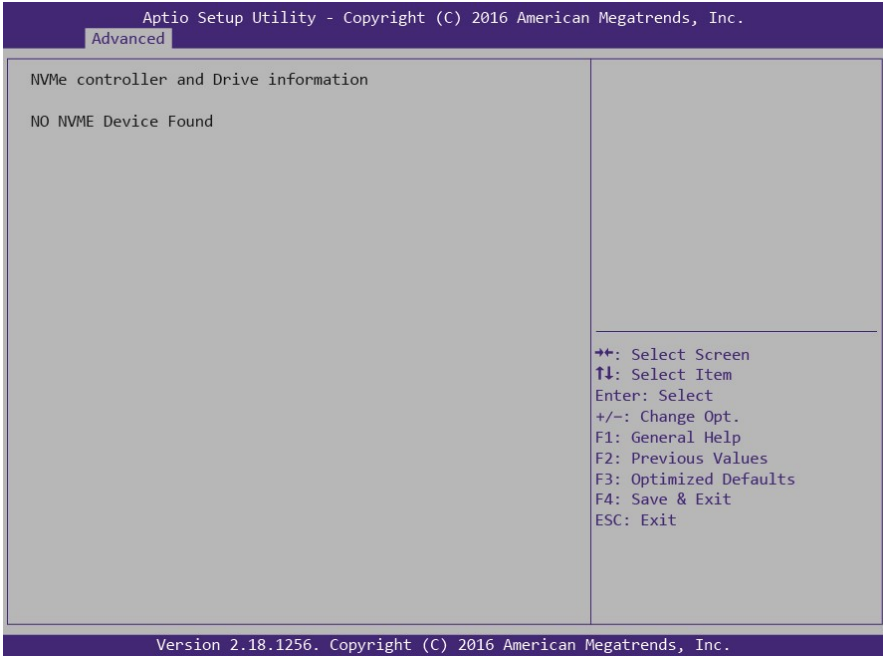 Aptio Setup Utility - Copyright (C) 2016 American Megatrends, Inc.
Advanced
NVMe controller and Drive information
NO NVME Device Found
→←: Select Screen
↑↓: Select Item
Enter: Select
+/-: Change Opt.
F1: General Help
F2: Previous Values
F3: Optimized Defaults
F4: Save & Exit
ESC: Exit
Version 2.18.1256. Copyright (C) 2016 American Megatrends, Inc.